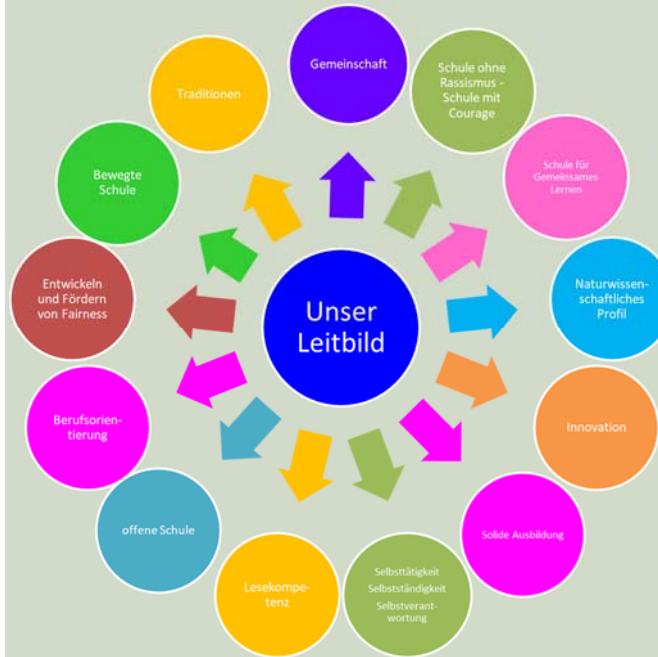 Gemeinschaft
Schule ohne
Rassismus -
Schule mit
Courage
Schule für
Gemeinsames
Lernen
Naturwissen-
schaftliches
Profil
Innovation
Solide Ausbildung
Selbsttätigkeit
Selbstständigkeit
Selbstverant-
wortung
Lesekompe-
tenz
offene Schule
Berufsorien-
tierung
Entwickeln
und Fördern
von Fairness
Bewegte
Schule
Traditionen
Unser
Leitbild